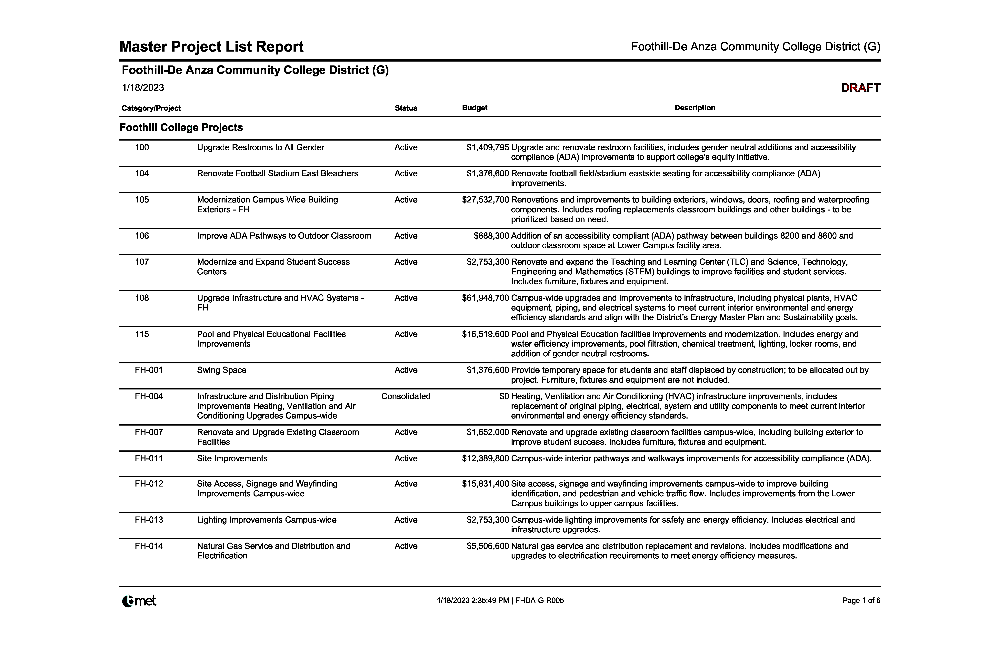 Master Project List Report
Foothill-De Anza Community College District (G)
Foothill-De Anza Community College District (G)
1/18/2023
DRAFT
Category/Project Status Budget Description
Foothill College Projects
100 Upgrade Restrooms to All Gender Active $1,409,795 Upgrade and renovate restroom facilities, includes gender neutral additions and accessibility
compliance (ADA) improvements to support college's equity initiative.
104 Renovate Football Stadium East Bleachers Active $1,376,600 Renovate football field/stadium eastside seating for accessibility compliance (ADA)
improvements.
105 Modernization Campus Wide Building Active $27,532,700 Renovations and improvements to building exteriors, windows, doors, roofing and waterproofing
Exteriors - FH components. Includes roofing replacements classroom buildings and other buildings - to be
prioritized based on need.
106 Improve ADA Pathways to Outdoor Classroom Active $688,300 Addition of an accessibility compliant (ADA) pathway between buildings 8200 and 8600 and
outdoor classroom space at Lower Campus facility area.
107 Modernize and Expand Student Success Active $2,753,300 Renovate and expand the Teaching and Learning Center (TLC) and Science, Technology,
Centers Engineering and Mathematics (STEM) buildings to improve facilities and student services.
Includes furniture, fixtures and equipment.
108 Upgrade Infrastructure and HVAC Systems - Active $61,948,700 Campus-wide upgrades and improvements to infrastructure, including physical plants, HVAC
FH equipment, piping, and electrical systems to meet current interior environmental and energy
efficiency standards and align with the District's Energy Master Plan and Sustainability goals.
115 Pool and Physical Educational Facilities Active $16,519,600 Pool and Physical Education facilities improvements and modernization. Includes energy and
Improvements water efficiency improvements, pool filtration, chemical treatment, lighting, locker rooms, and
addition of gender neutral restrooms.
FH-001 Swing Space Active $1,376,600 Provide temporary space for students and staff displaced by construction; to be allocated out by
project. Furniture, fixtures and equipment are not included.
FH-004 Infrastructure and Distribution Piping Consolidated $0 Heating, Ventilation and Air Conditioning (HVAC) infrastructure improvements, includes
Improvements Heating, Ventilation and Air replacement of original piping, electrical, system and utility components to meet current interior
Conditioning Upgrades Campus-wide environmental and energy efficiency standards.
FH-007 Renovate and Upgrade Existing Classroom Active $1,652,000 Renovate and upgrade existing classroom facilities campus-wide, including building exterior to
Facilities improve student success. Includes furniture, fixtures and equipment.
FH-011 Site Improvements Active $12,389,800 Campus-wide interior pathways and walkways improvements for accessibility compliance (ADA).
FH-012 Site Access, Signage and Wayfinding Active $15,831,400 Site access, signage and wayfinding improvements campus-wide to improve building
Improvements Campus-wide identification, and pedestrian and vehicle traffic flow. Includes improvements from the Lower
Campus buildings to upper campus facilities.
FH-013 Lighting Improvements Campus-wide Active $2,753,300 Campus-wide lighting improvements for safety and energy efficiency. Includes electrical and
infrastructure upgrades.
FH-014 Natural Gas Service and Distribution and Active $5,506,600 Natural gas service and distribution replacement and revisions. Includes modifications and
Electrification upgrades to electrification requirements to meet energy efficiency measures.
6met 1/18/2023 2:35:49 PM | FHDA-G-R005 Page 1 of 6